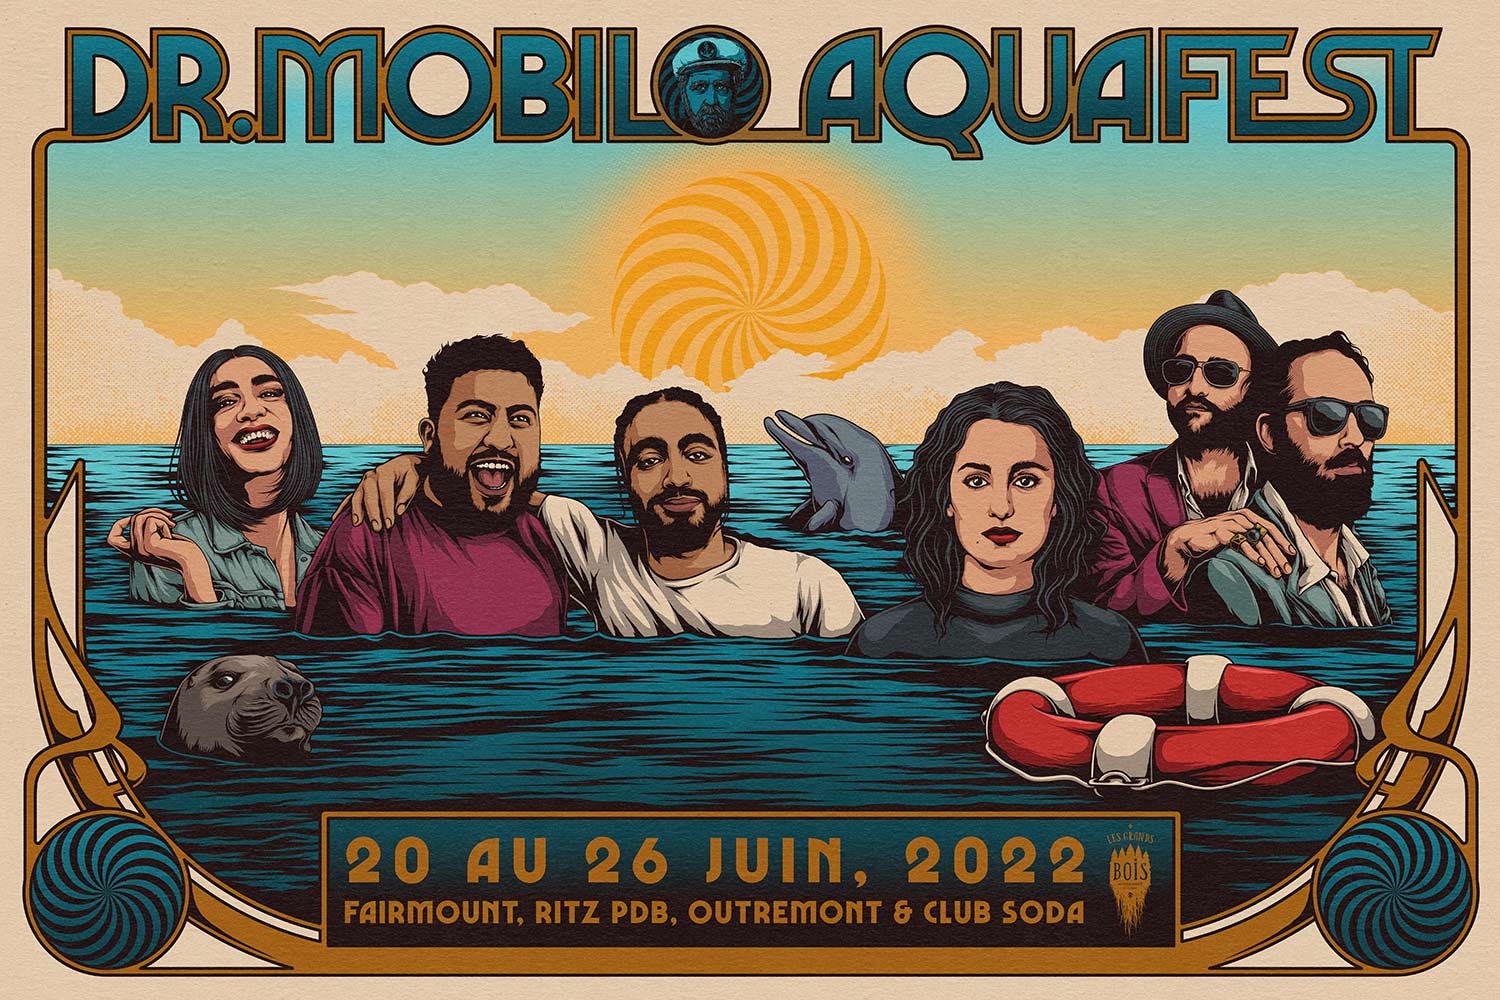 DR.MOBILO AQUAFEST
20 AU 26 JUIN, 2022
FAIRMOUNT, RITZ PDB, OUTREMONT & CLUB SODA
LES GRANDS
BOIS